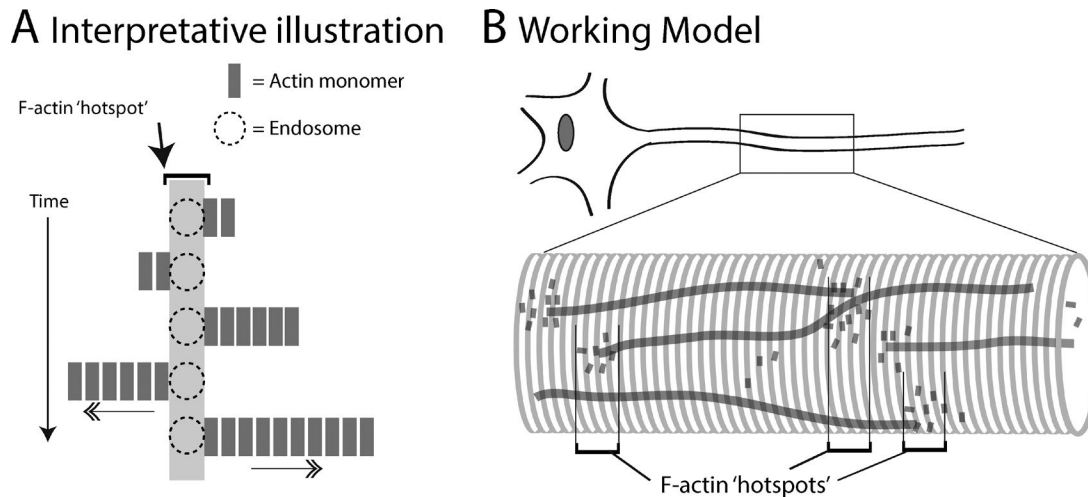 A Interpretative illustration
= Actin monomer
F-actin 'hotspot'
= Endosome
Time
B Working Model
F-actin 'hotspots'